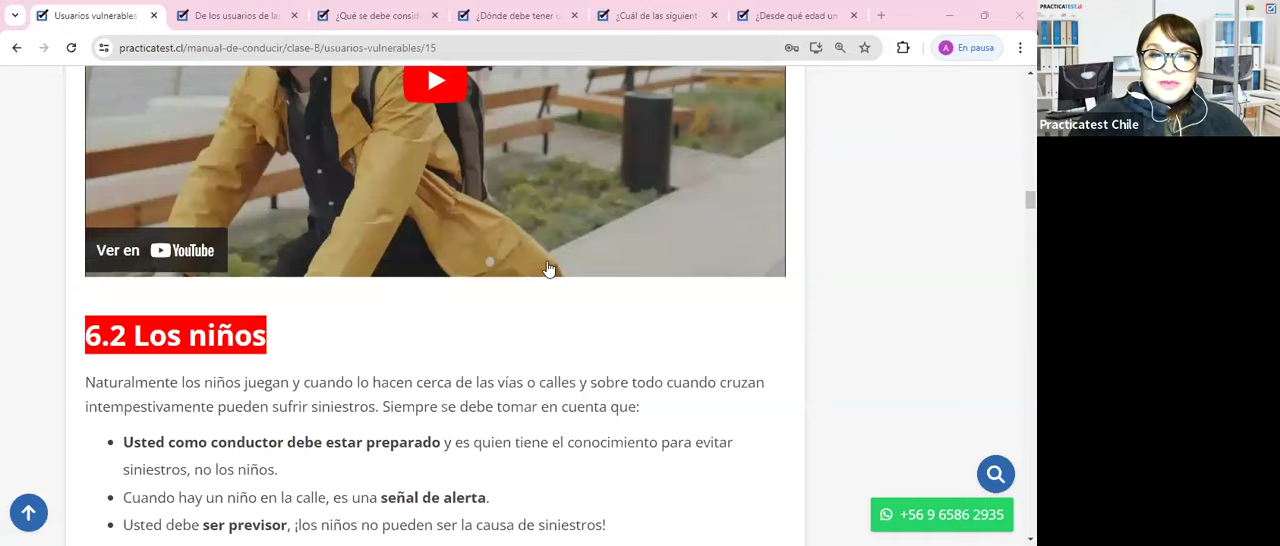 Usuarios vulnerables
De los usuarios de las
¿Qué se debe consid
¿Dónde debe tener u
¿Cuál de las siguient
¿Desde qué edad un
practicatest.cl/manual-de-conducir/clase-B/usuarios-vulnerables/15
A En pausa
PRACTICATEST.cl
Practicatest Chile
Ver en YouTube
6.2 Los niños
Naturalmente los niños juegan y cuando lo hacen cerca de las vías o calles y sobre todo cuando cruzan
intempestivamente pueden sufrir siniestros. Siempre se debe tomar en cuenta que:
Usted como conductor debe estar preparado y es quien tiene el conocimiento para evitar
siniestros, no los niños.
Cuando hay un niño en la calle, es una señal de alerta.
Usted debe ser previsor, ¡los niños no pueden ser la causa de siniestros!
+56 9 6586 2935